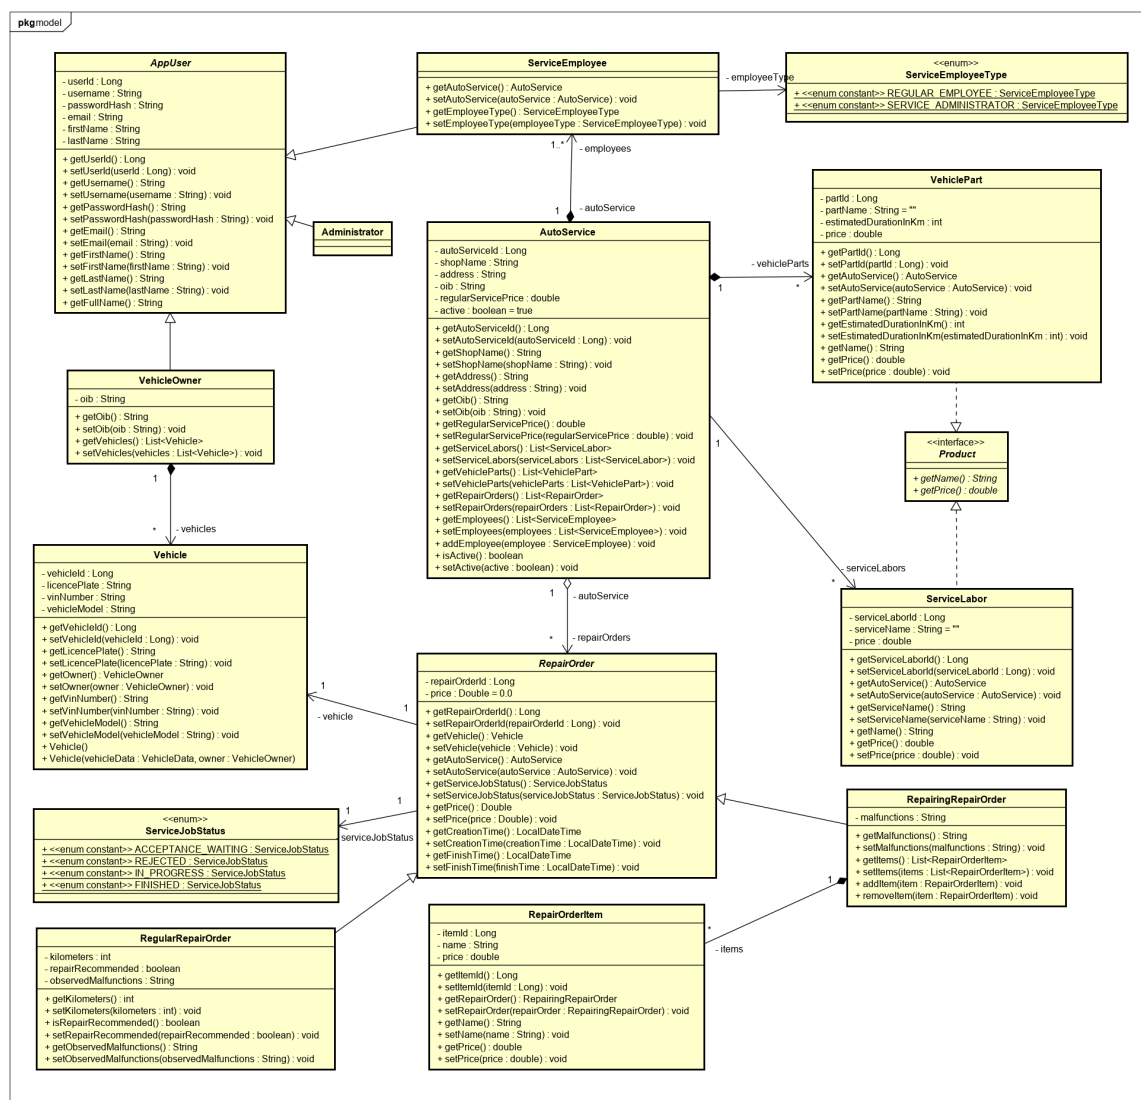 pkg model
AppUser
- userId : Long
- username : String
- passwordHash : String
- email : String
- firstName : String
- lastName : String
+ getUserId() : Long
+ setUserId(userId : Long) : void
+ getUsername() : String
+ setUsername(username : String) : void
+ getPasswordHash() : String
+ setPasswordHash(passwordHash : String) : void
+ getEmail() : String
+ setEmail(email : String) : void
+ getFirstName() : String
+ setFirstName(firstName : String) : void
+ getLastName() : String
+ setLastName(lastName : String) : void
+ getFullName() : String
ServiceEmployee
+ getAutoService() : AutoService
+ setAutoService(autoService : AutoService) : void
+ getEmployeeType() : ServiceEmployeeType
+ setEmployeeType(employeeType : ServiceEmployeeType) : void
- employeeType
<<enum>>
ServiceEmployeeType
+ <<enum constant>> REGULAR_EMPLOYEE : ServiceEmployeeType
+ <<enum constant>> SERVICE_ADMINISTRATOR : ServiceEmployeeType
1..*
- employees
1
- autoService
Administrator
AutoService
- autoServiceId : Long
- shopName : String
- address : String
- oib : String
- regularServicePrice : double
- active : boolean = true
+ getAutoServiceId() : Long
+ setAutoServiceId(autoServiceId : Long) : void
+ getShopName() : String
+ setShopName(shopName : String) : void
+ getAddress() : String
+ setAddress(address : String) : void
+ getOib() : String
+ setOib(oib : String) : void
+ getRegularServicePrice() : double
+ setRegularServicePrice(regularServicePrice : double) : void
+ getServiceLabors() : List<ServiceLabor>
+ setServiceLabors(serviceLabors : List<ServiceLabor>) : void
+ getVehicleParts() : List<VehiclePart>
+ setVehicleParts(vehicleParts : List<VehiclePart>) : void
+ getRepairOrders() : List<RepairOrder>
+ setRepairOrders(repairOrders : List<RepairOrder>) : void
+ getEmployees() : List<ServiceEmployee>
+ setEmployees(employees : List<ServiceEmployee>) : void
+ addEmployee(employee : ServiceEmployee) : void
+ isActive() : boolean
+ setActive(active : boolean) : void
- vehicleParts
1
*
VehiclePart
- partId : Long
- partName : String = ""
- estimatedDurationInKm : int
- price : double
+ getPartId() : Long
+ setPartId(partId : Long) : void
+ getAutoService() : AutoService
+ setAutoService(autoService : AutoService) : void
+ getPartName() : String
+ setPartName(partName : String) : void
+ getEstimatedDurationInKm() : int
+ setEstimatedDurationInKm(estimatedDurationInKm : int) : void
+ getName() : String
+ getPrice() : double
+ setPrice(price : double) : void
VehicleOwner
- oib : String
+ getOib() : String
+ setOib(oib : String) : void
+ getVehicles() : List<Vehicle>
+ setVehicles(vehicles : List<Vehicle>) : void
1
*
- vehicles
<<interface>>
Product
+ getName() : String
+ getPrice() : double
1
- serviceLabors
*
Vehicle
- vehicleId : Long
- licencePlate : String
- vinNumber : String
- vehicleModel : String
+ getVehicleId() : Long
+ setVehicleId(vehicleId : Long) : void
+ getLicencePlate() : String
+ setLicencePlate(licencePlate : String) : void
+ getOwner() : VehicleOwner
+ setOwner(owner : VehicleOwner) : void
+ getVinNumber() : String
+ setVinNumber(vinNumber : String) : void
+ getVehicleModel() : String
+ setVehicleModel(vehicleModel : String) : void
+ Vehicle()
+ Vehicle(vehicleData : VehicleData, owner : VehicleOwner)
1
- autoService
*
- repairOrders
ServiceLabor
- serviceLaborId : Long
- serviceName : String = ""
- price : double
+ getServiceLaborId() : Long
+ setServiceLaborId(serviceLaborId : Long) : void
+ getAutoService() : AutoService
+ setAutoService(autoService : AutoService) : void
+ getServiceName() : String
+ setServiceName(serviceName : String) : void
+ getName() : String
+ getPrice() : double
+ setPrice(price : double) : void
RepairOrder
- repairOrderId : Long
- price : Double = 0.0
+ getRepairOrderId() : Long
+ setRepairOrderId(repairOrderId : Long) : void
+ getVehicle() : Vehicle
+ setVehicle(vehicle : Vehicle) : void
+ getAutoService() : AutoService
+ setAutoService(autoService : AutoService) : void
+ getServiceJobStatus() : ServiceJobStatus
+ setServiceJobStatus(serviceJobStatus : ServiceJobStatus) : void
+ getPrice() : Double
+ setPrice(price : Double) : void
+ getCreationTime() : LocalDateTime
+ setCreationTime(creationTime : LocalDateTime) : void
+ getFinishTime() : LocalDateTime
+ setFinishTime(finishTime : LocalDateTime) : void
1
- vehicle
1
1
1
serviceJobStatus
<<enum>>
ServiceJobStatus
+ <<enum constant>> ACCEPTANCE_WAITING : ServiceJobStatus
+ <<enum constant>> REJECTED : ServiceJobStatus
+ <<enum constant>> IN_PROGRESS : ServiceJobStatus
+ <<enum constant>> FINISHED : ServiceJobStatus
RepairingRepairOrder
- malfunctions : String
+ getMalfunctions() : String
+ setMalfunctions(malfunctions : String) : void
+ getItems() : List<RepairOrderItem>
+ setItems(items : List<RepairOrderItem>) : void
+ addItem(item : RepairOrderItem) : void
+ removeItem(item : RepairOrderItem) : void
1
*
- items
RegularRepairOrder
- kilometers : int
- repairRecommended : boolean
- observedMalfunctions : String
+ getKilometers() : int
+ setKilometers(kilometers : int) : void
+ isRepairRecommended() : boolean
+ setRepairRecommended(repairRecommended : boolean) : void
+ getObservedMalfunctions() : String
+ setObservedMalfunctions(observedMalfunctions : String) : void
RepairOrderItem
- itemId : Long
- name : String
- price : double
+ getItemId() : Long
+ setItemId(itemId : Long) : void
+ getRepairOrder() : RepairingRepairOrder
+ setRepairOrder(repairOrder : RepairingRepairOrder) : void
+ getName() : String
+ setName(name : String) : void
+ getPrice() : double
+ setPrice(price : double) : void